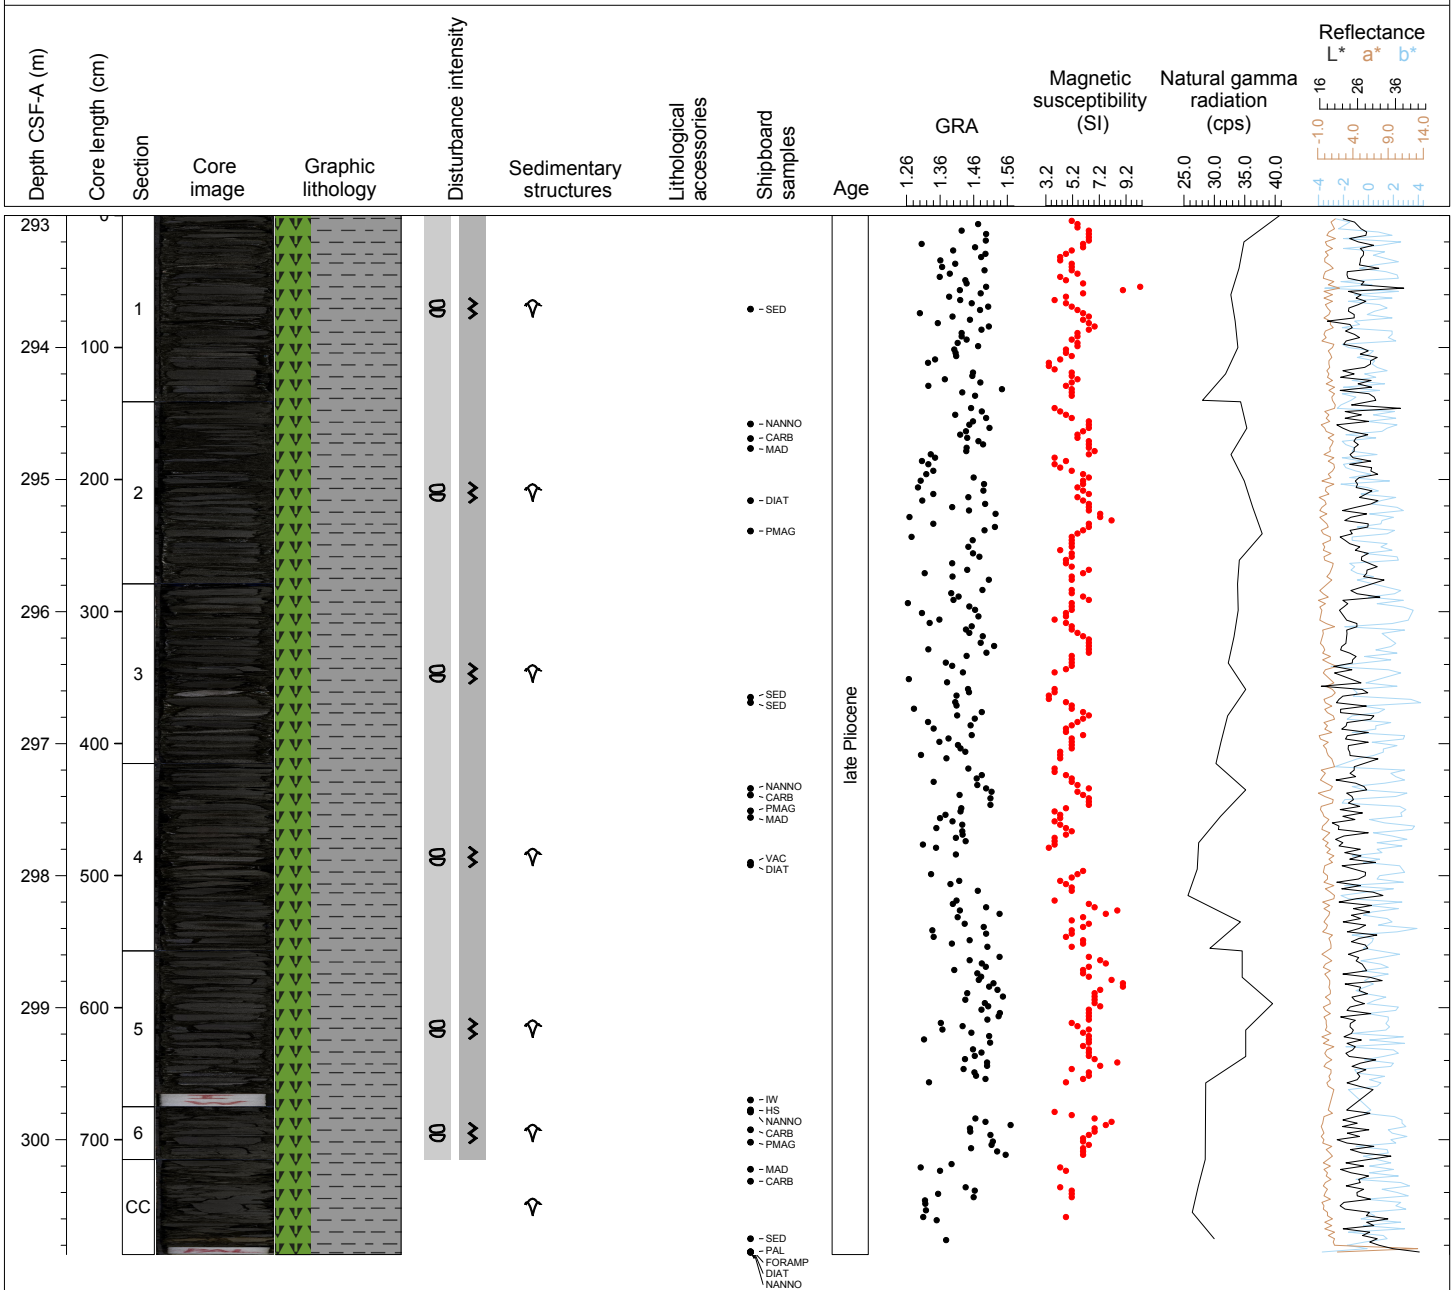 Depth CSF-A (m)
Core length (cm)
Section
Core
image
Graphic
lithology
Disturbance intensity
Sedimentary
structures
Lithological
accessories
Shipboard
samples
Age
GRA
1.26 1.36 1.46 1.56
Magnetic
susceptibility
(SI)
3.2 5.2 7.2 9.2
Natural gamma
radiation
(cps)
25.0 30.0 35.0 40.0
Reflectance
L* a* b*
16 26 36
-1.0 4.0 9.0 14.0
-4 -2 0 2 4
293
294
295
296
297
298
299
300
0
100
200
300
400
500
600
700
1
2
3
4
5
6
CC
SED
NANNO
CARB
MAD
DIAT
PMAG
SED
SED
NANNO
CARB
PMAG
MAD
VAC
DIAT
IW
HS
NANNO
CARB
PMAG
MAD
CARB
SED
PAL
FORAMP
DIAT
NANNO
late Pliocene